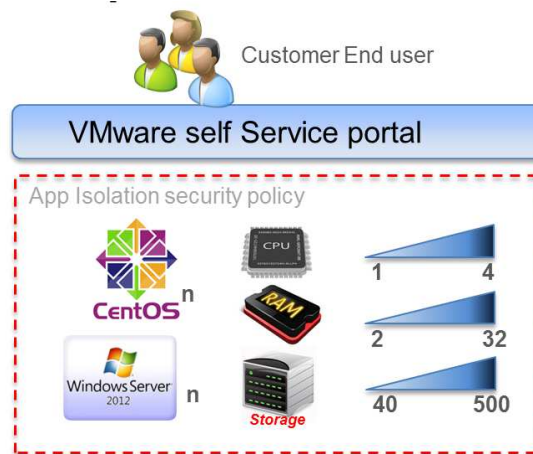 Customer End user
VMware self Service portal
App Isolation security policy
CentOS n
CPU
1 4
RAM
2 32
Windows Server
2012
n
Storage
40 500